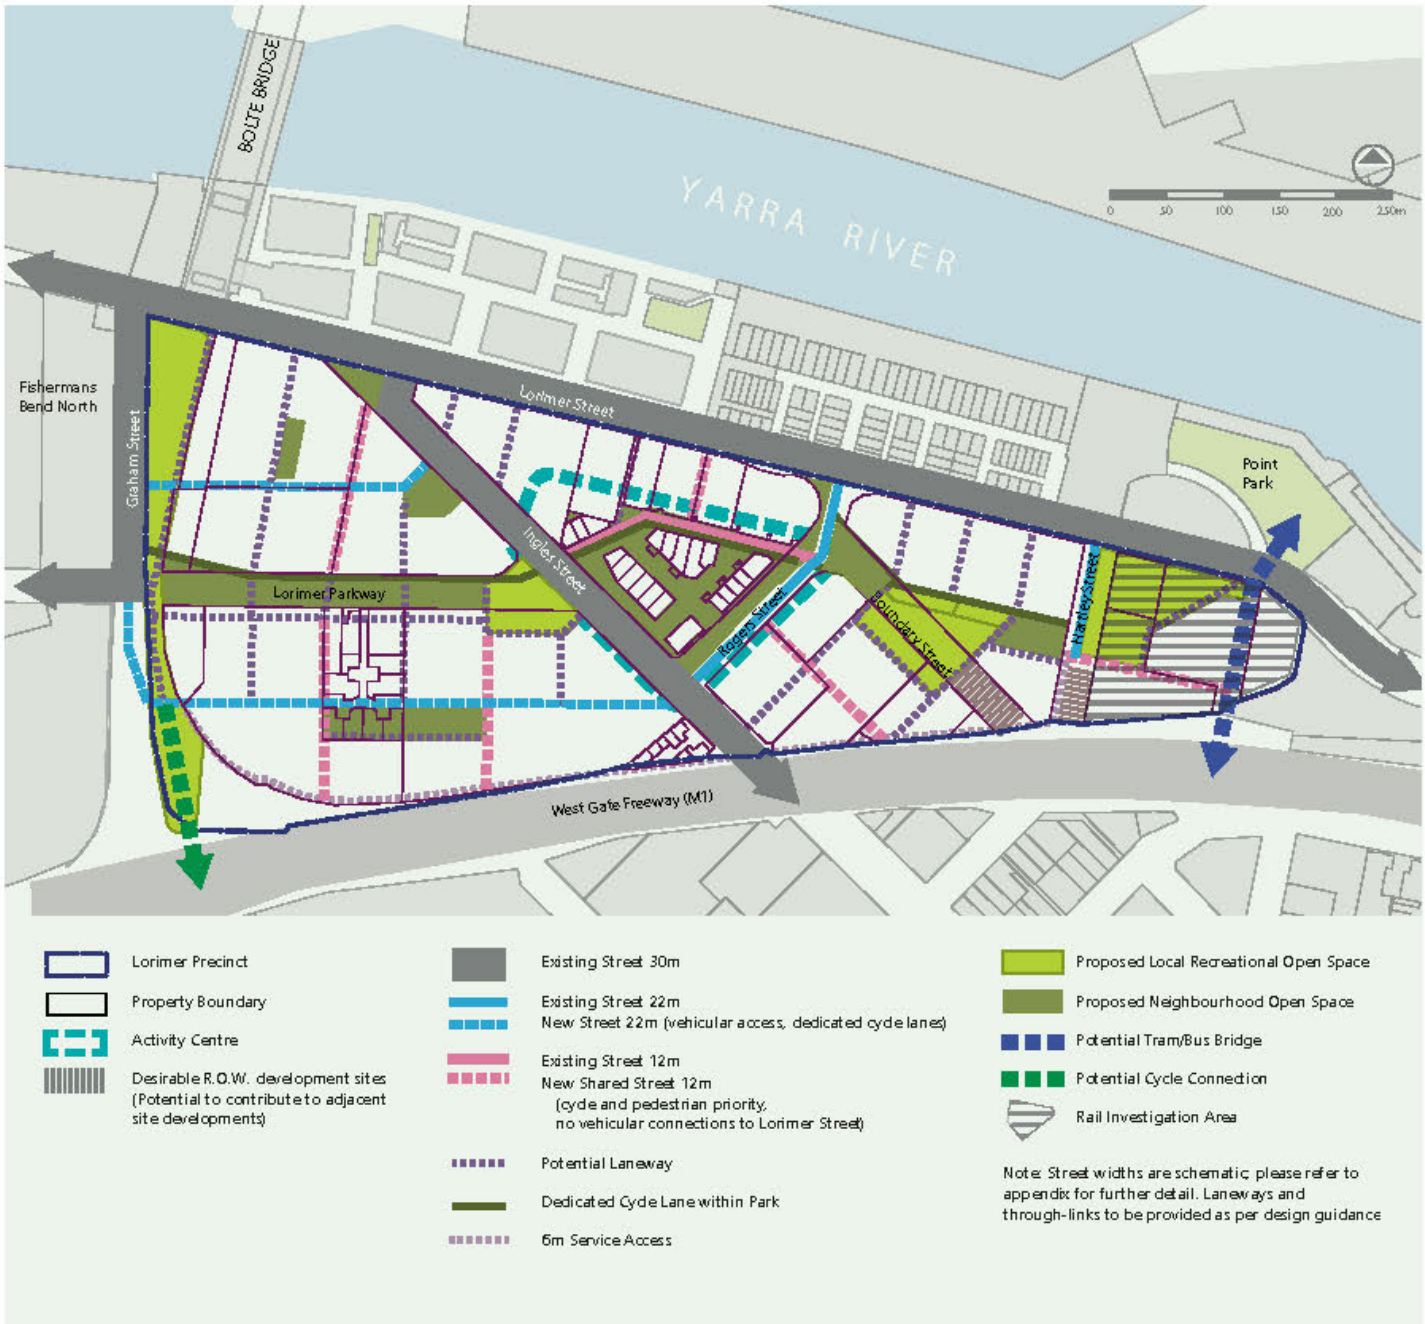 BOLTE BRIDGE
YARRA RIVER
0 50 100 150 200 250m
Fishermans
Bend North
Graham Street
Lorimer Street
Point
Park
Ingles Street
Lorimer Parkway
Rogers Street
Boundary Street
Hartley Street
West Gate Freeway (M1)
Lorimer Precinct
Property Boundary
Activity Centre
Desirable R.O.W. development sites
(Potential to contribute to adjacent
site developments)
Existing Street 30m
Existing Street 22m
New Street 22m (vehicular access, dedicated cycle lanes)
Existing Street 12m
New Shared Street 12m
(cycle and pedestrian priority,
no vehicular connections to Lorimer Street)
Potential Laneway
Dedicated Cycle Lane within Park
6m Service Access
Proposed Local Recreational Open Space
Proposed Neighbourhood Open Space
Potential Tram/Bus Bridge
Potential Cycle Connection
Rail Investigation Area
Note: Street widths are schematic, please refer to
appendix for further detail. Laneways and
through-links to be provided as per design guidance